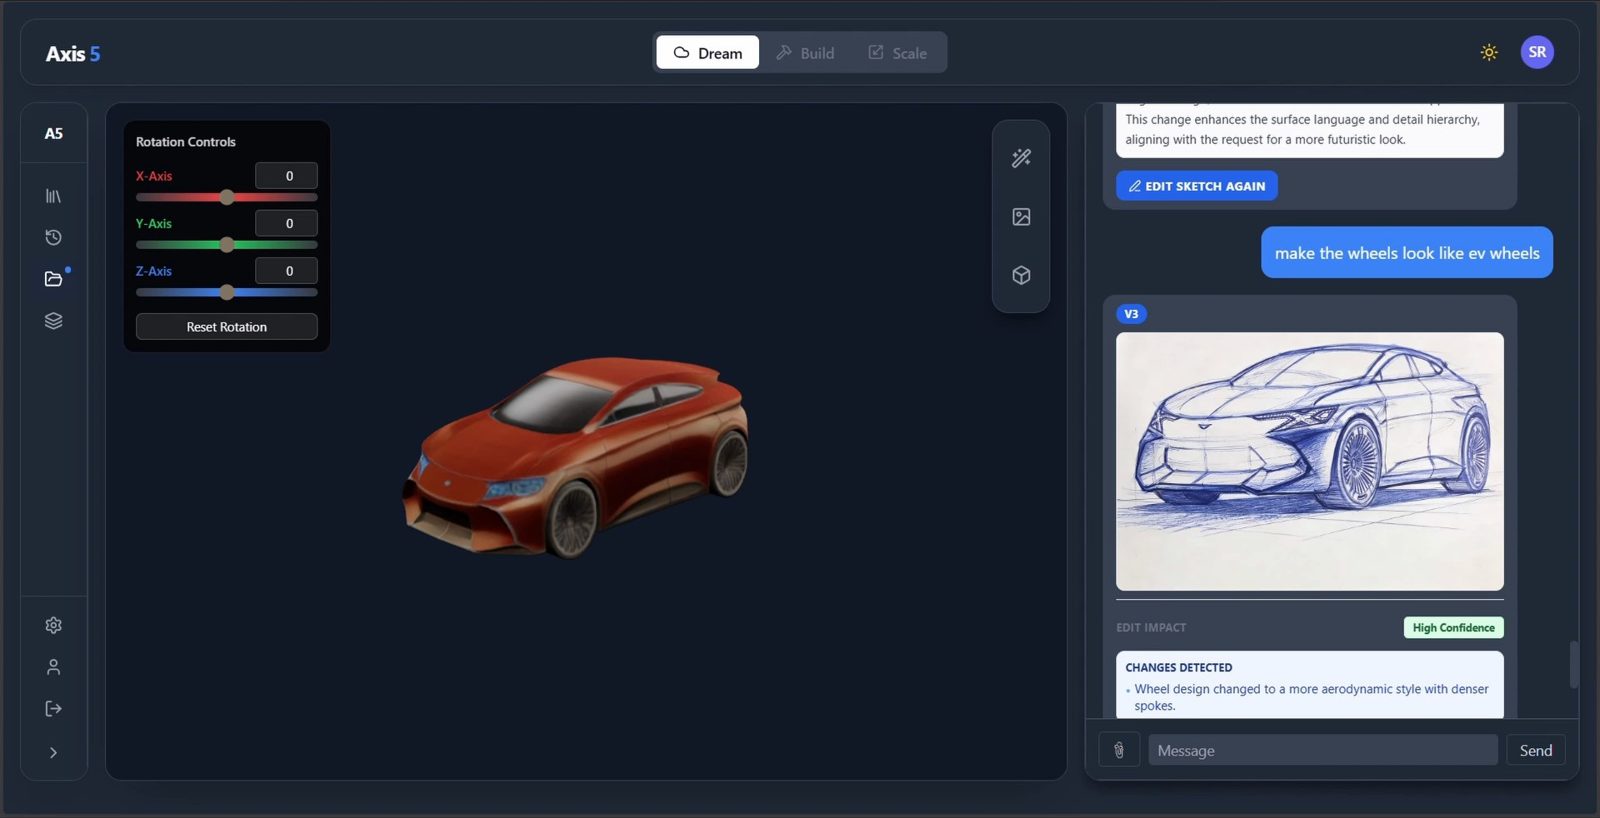 Axis 5
Dream
Build
Scale
SR
A5
Rotation Controls
X-Axis
0
Y-Axis
0
Z-Axis
0
Reset Rotation
This change enhances the surface language and detail hierarchy,
aligning with the request for a more futuristic look.
EDIT SKETCH AGAIN
make the wheels look like ev wheels
V3
EDIT IMPACT
High Confidence
CHANGES DETECTED
• Wheel design changed to a more aerodynamic style with denser
spokes.
Message
Send